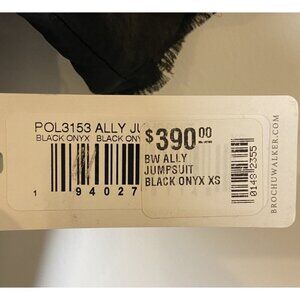 POL3153 ALLY JU
BLACK ONYX BLACK ONY
1 94027
$390.00
BW ALLY
JUMPSUIT
BLACK ONYX XS
BROCHUWALKER.COM